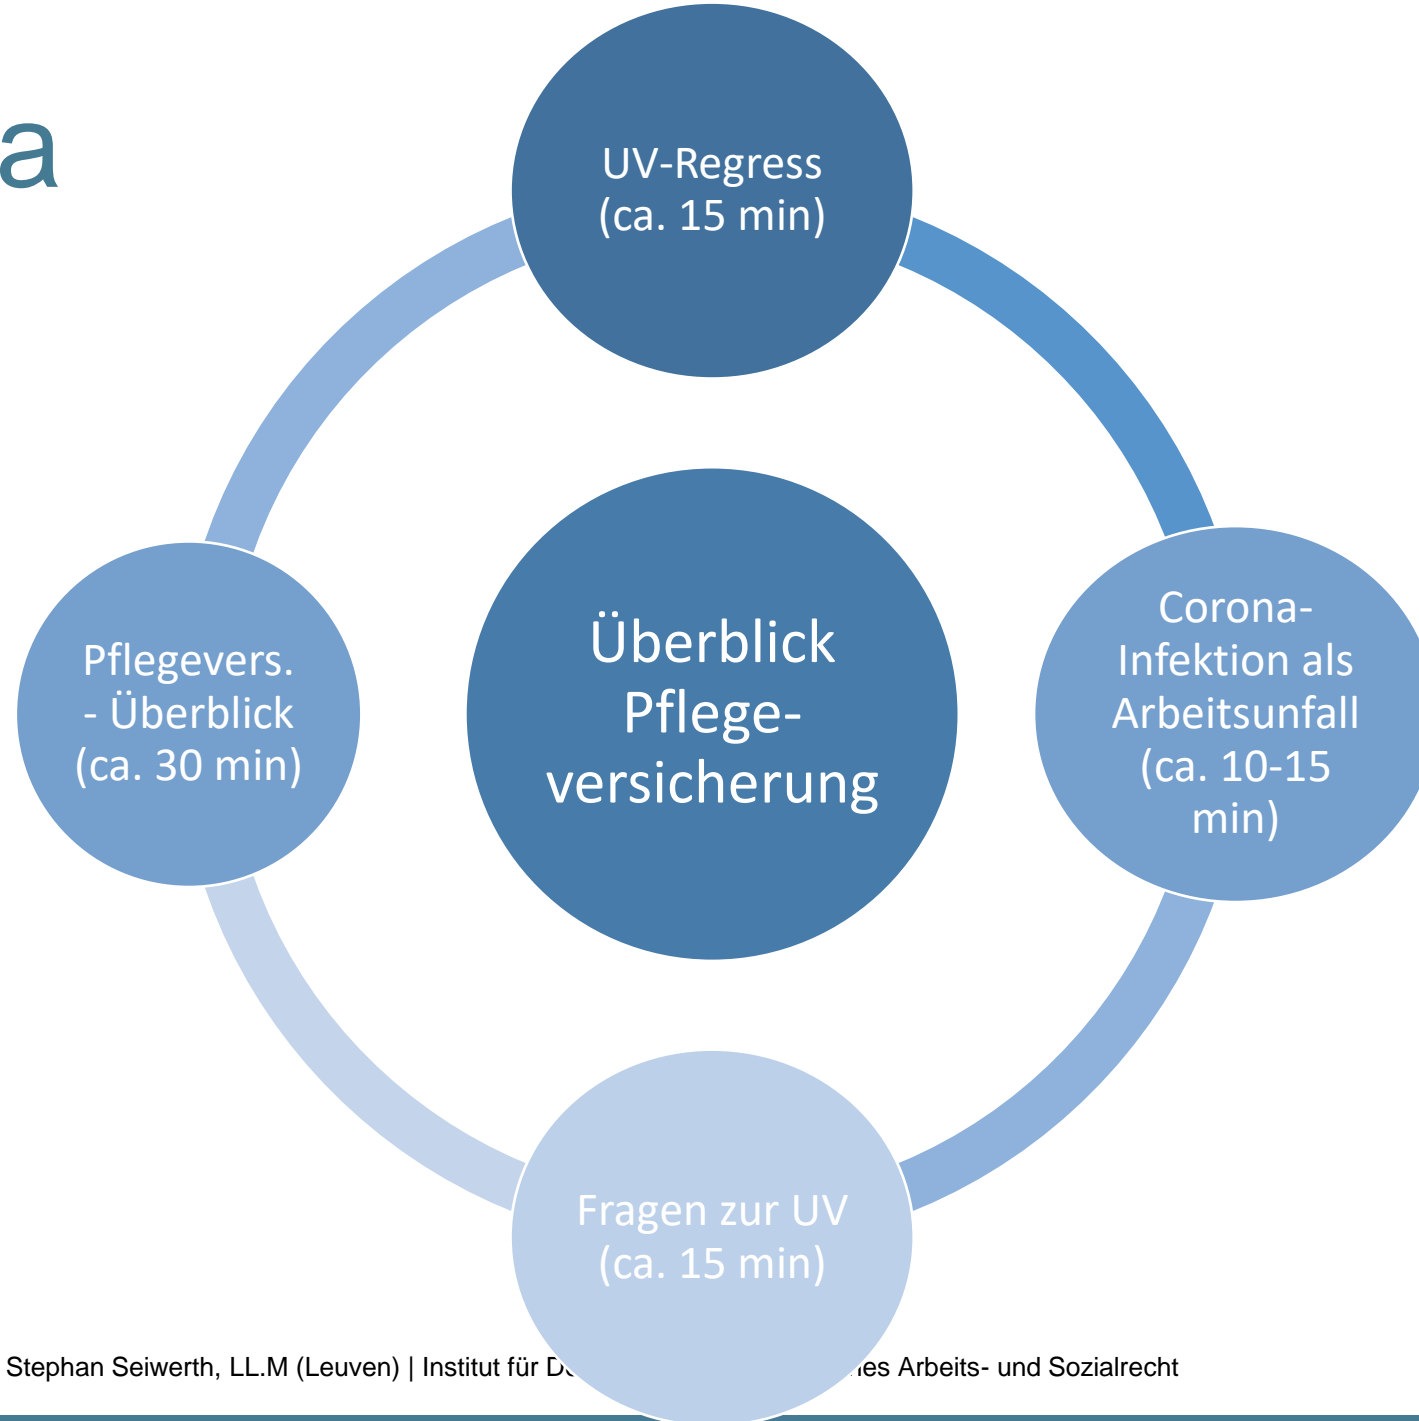 a
UV-Regress
(ca. 15 min)
Corona-
Infektion als
Arbeitsunfall
(ca. 10-15
min)
Überblick
Pflege-
versicherung
Pflegevers.
- Überblick
(ca. 30 min)
Fragen zur UV
(ca. 15 min)
Stephan Seiwerth, LL.M (Leuven) | Institut für Arbeits- und Sozialrecht